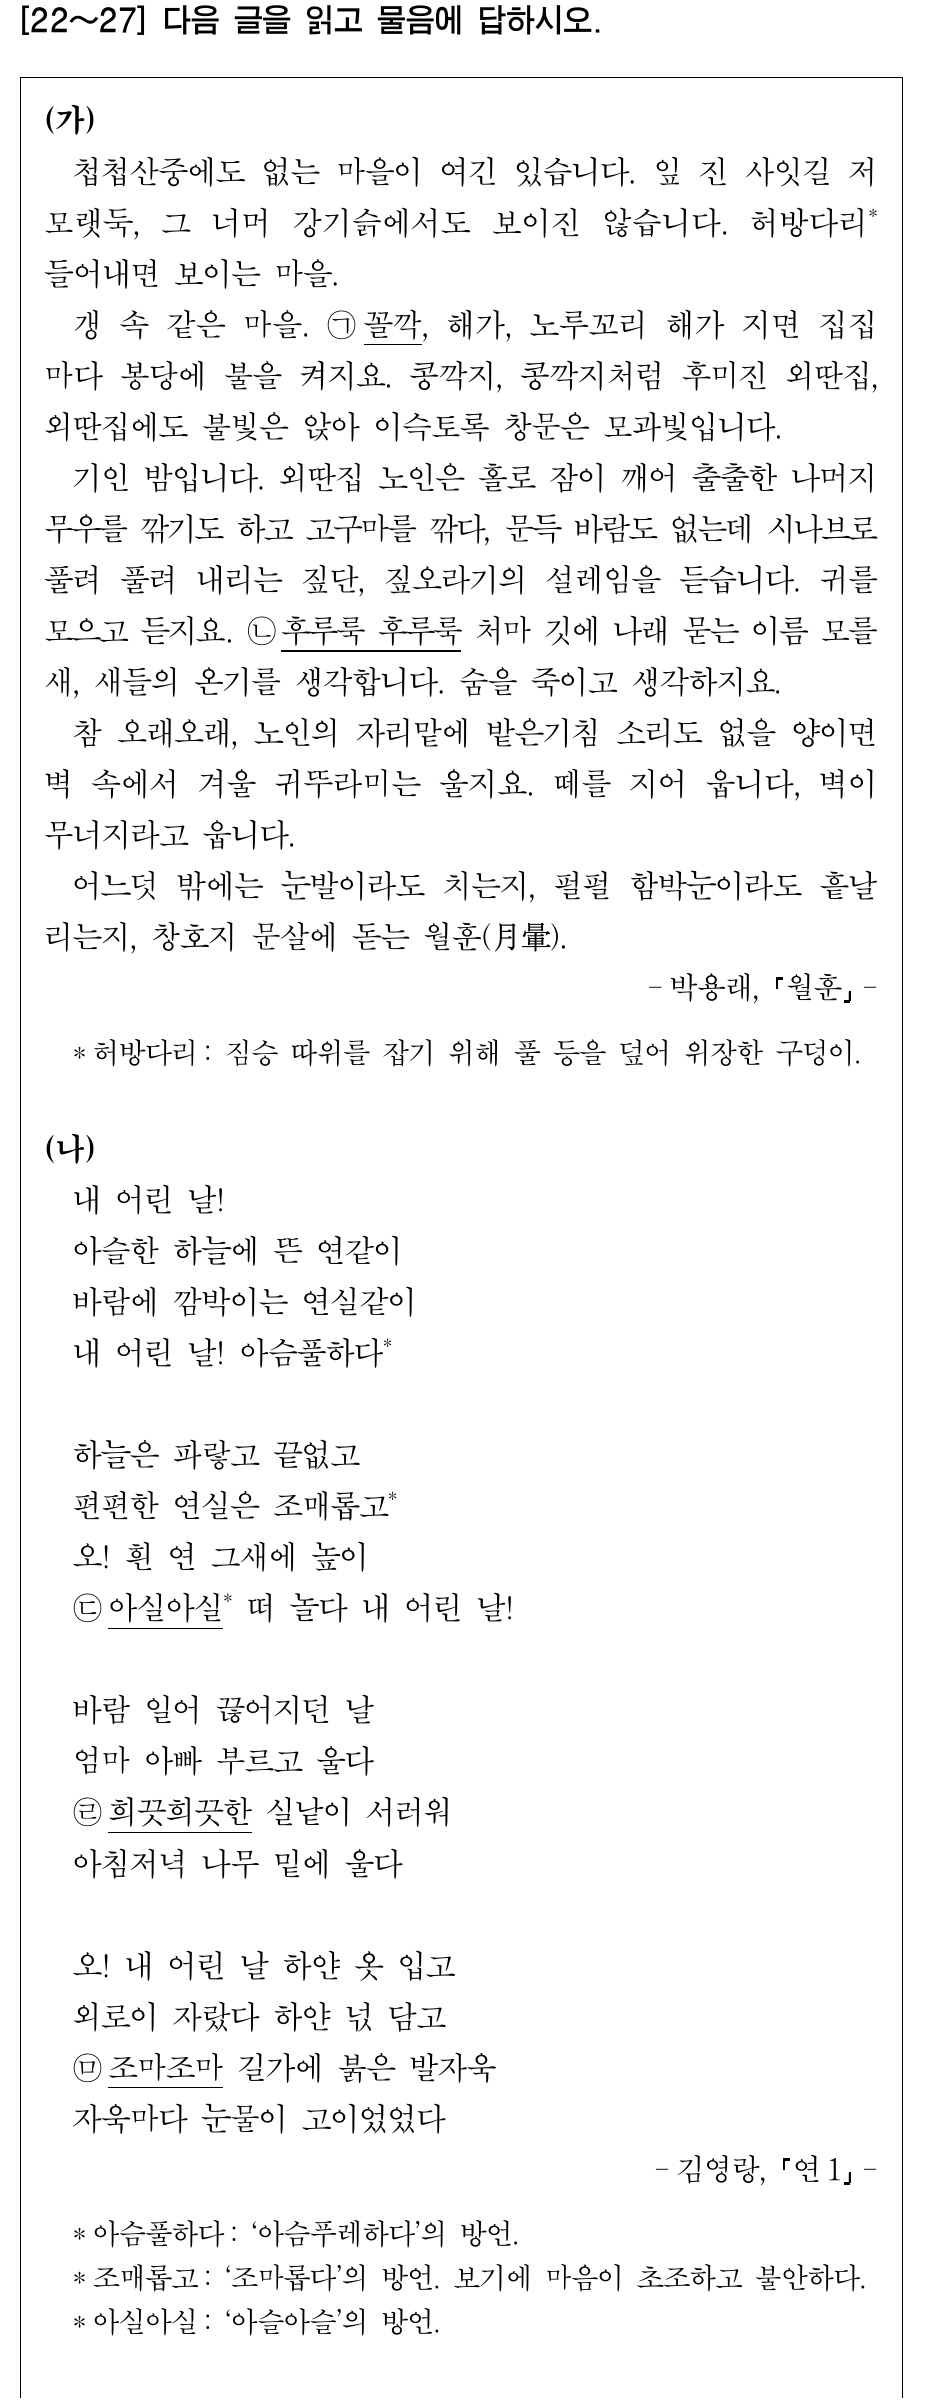 [22~27] 다음 글을 읽고 물음에 답하시오.
(가)
첩첩산중에도 없는 마을이 여긴 있습니다. 잎 진 사잇길 저
모랫둑, 그 너머 강기슭에서도 보이진 않습니다. 허방다리*
들어내면 보이는 마을.
갱 속 같은 마을. ㉠꼴깍, 해가, 노루꼬리 해가 지면 집집
마다 봉당에 불을 켜지요. 콩깍지, 콩깍지처럼 후미진 외딴집,
외딴집에도 불빛은 앉아 이슥토록 창문은 모과빛입니다.
기인 밤입니다. 외딴집 노인은 홀로 잠이 깨어 출출한 나머지
무우를 깎기도 하고 고구마를 깎다, 문득 바람도 없는데 시나브로
풀려 풀려 내리는 짚단, 짚오라기의 설레임을 듣습니다. 귀를
모으고 듣지요. ㉡후루룩 후루룩 처마 깃에 나래 묻는 이름 모를
새, 새들의 온기를 생각합니다. 숨을 죽이고 생각하지요.
참 오래오래, 노인의 자리맡에 밭은기침 소리도 없을 양이면
벽 속에서 겨울 귀뚜라미는 울지요. 떼를 지어 웁니다, 벽이
무너지라고 웁니다.
어느덧 밖에는 눈발이라도 치는지, 펄펄 함박눈이라도 흩날
리는지, 창호지 문살에 돋는 월훈(月暈).
- 박용래, 「월훈」 -
* 허방다리 : 짐승 따위를 잡기 위해 풀 등을 덮어 위장한 구덩이.
(나)
내 어린 날!
아슬한 하늘에 뜬 연같이
바람에 깜박이는 연실같이
내 어린 날! 아슴풀하다*
하늘은 파랗고 끝없고
편편한 연실은 조매롭고*
오! 흰 연 그새에 높이
㉢아실아실* 떠 놀다 내 어린 날!
바람 일어 끊어지던 날
엄마 아빠 부르고 울다
㉣희끗희끗한 실낱이 서러워
아침저녁 나무 밑에 울다
오! 내 어린 날 하얀 옷 입고
외로이 자랐다 하얀 넋 담고
㉤조마조마 길가에 붉은 발자욱
자욱마다 눈물이 고이었었다
- 김영랑, 「연 1」 -
* 아슴풀하다 : ‘아슴푸레하다’의 방언.
* 조매롭고 : ‘조마롭다’의 방언. 보기에 마음이 초조하고 불안하다.
* 아실아실 : ‘아슬아슬’의 방언.